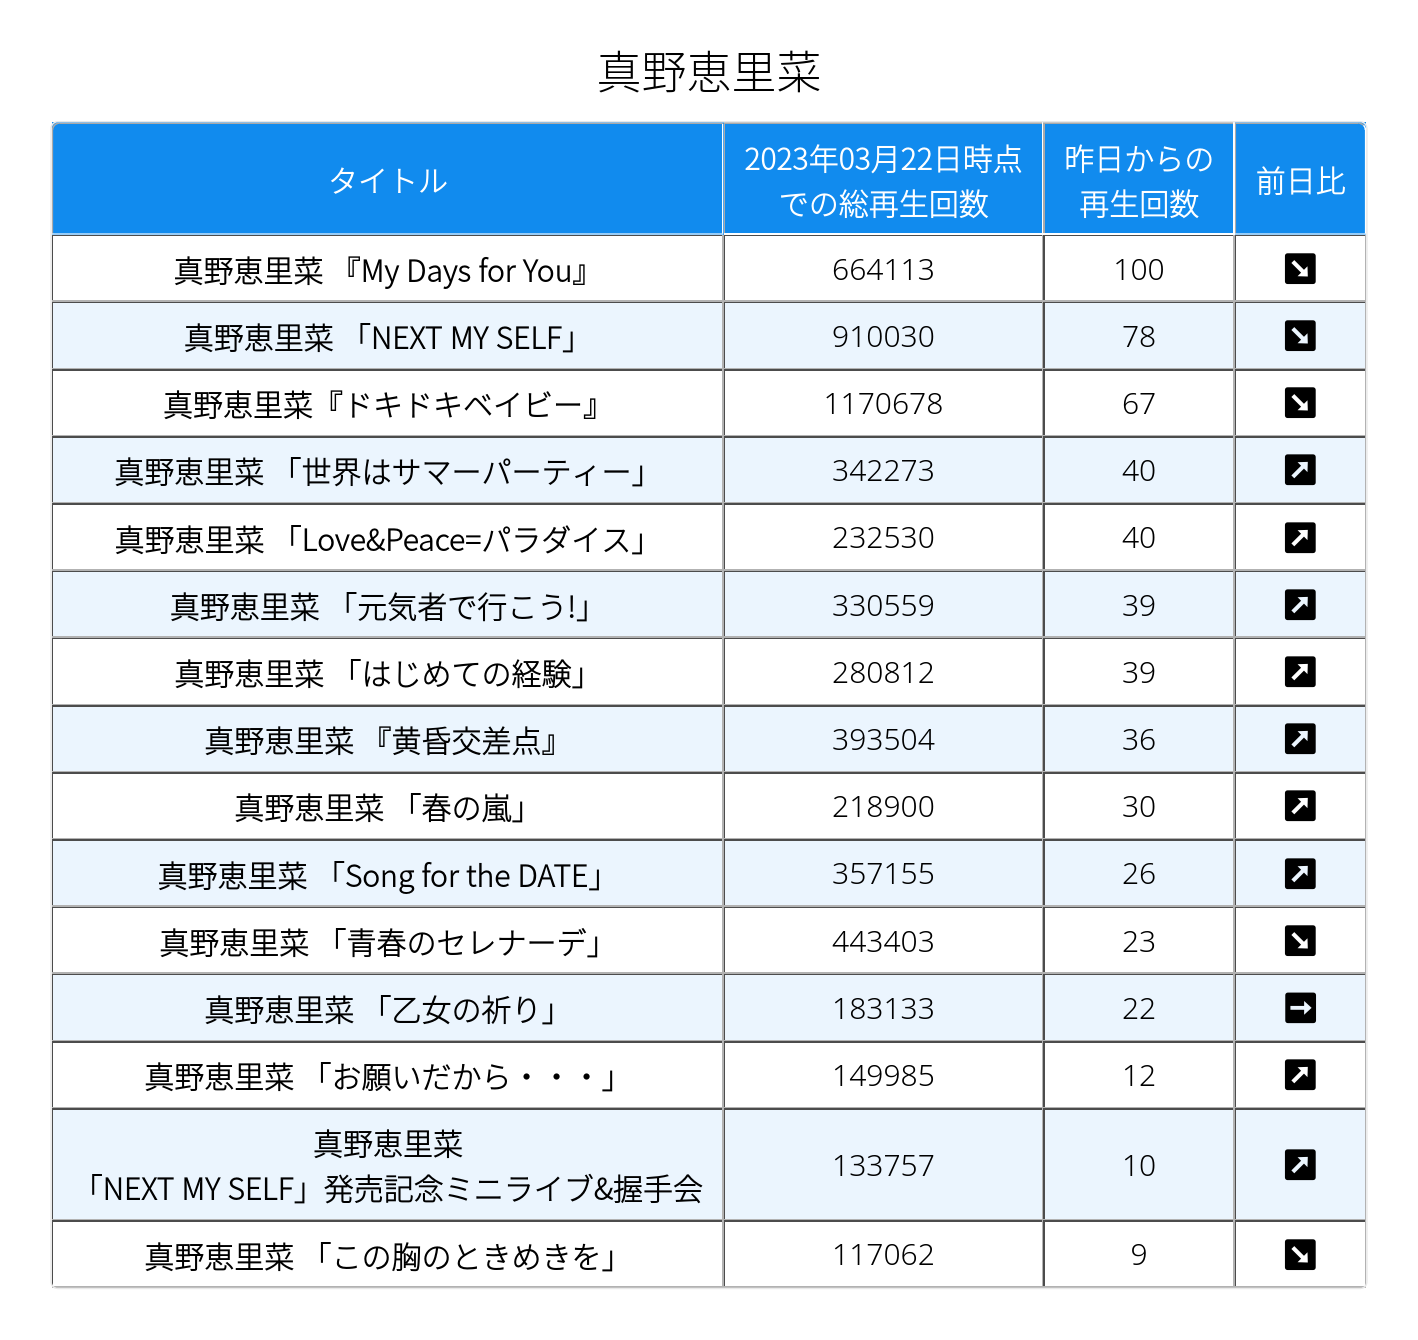 真野恵里菜
タイトル
2023年03月22日時点
での総再生回数
昨日からの
再生回数
前日比
真野恵里菜 『My Days for You』 664113 100 ↘
真野恵里菜 「NEXT MY SELF」 910030 78 ↘
真野恵里菜『ドキドキベイビー』 1170678 67 ↘
真野恵里菜 「世界はサマーパーティー」 342273 40 ↗
真野恵里菜 「Love&Peace=パラダイス」 232530 40 ↗
真野恵里菜 「元気者で行こう!」 330559 39 ↗
真野恵里菜 「はじめての経験」 280812 39 ↗
真野恵里菜 『黄昏交差点』 393504 36 ↗
真野恵里菜 「春の嵐」 218900 30 ↗
真野恵里菜 「Song for the DATE」 357155 26 ↗
真野恵里菜 「青春のセレナーデ」 443403 23 ↘
真野恵里菜 「乙女の祈り」 183133 22 →
真野恵里菜 「お願いだから・・・」 149985 12 ↗
真野恵里菜
「NEXT MY SELF」発売記念ミニライブ&握手会 133757 10 ↗
真野恵里菜 「この胸のときめきを」 117062 9 ↘